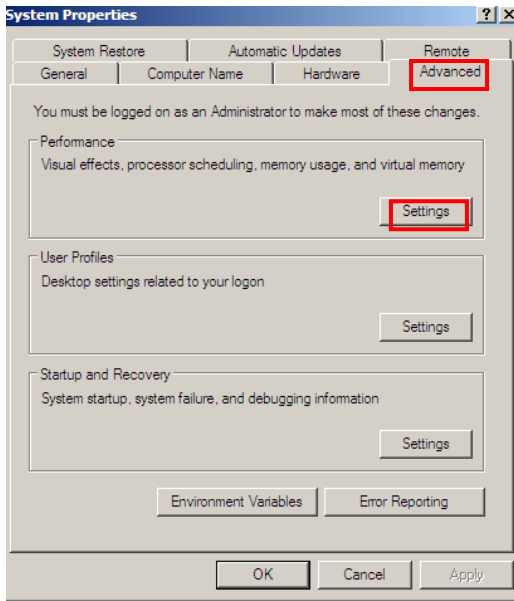 System Properties
System Restore
Automatic Updates
Remote
General
Computer Name
Hardware
Advanced
You must be logged on as an Administrator to make most of these changes.
Performance
Visual effects, processor scheduling, memory usage, and virtual memory
Settings
User Profiles
Desktop settings related to your logon
Settings
Startup and Recovery
System startup, system failure, and debugging information
Settings
Environment Variables
Error Reporting
OK
Cancel
Apply